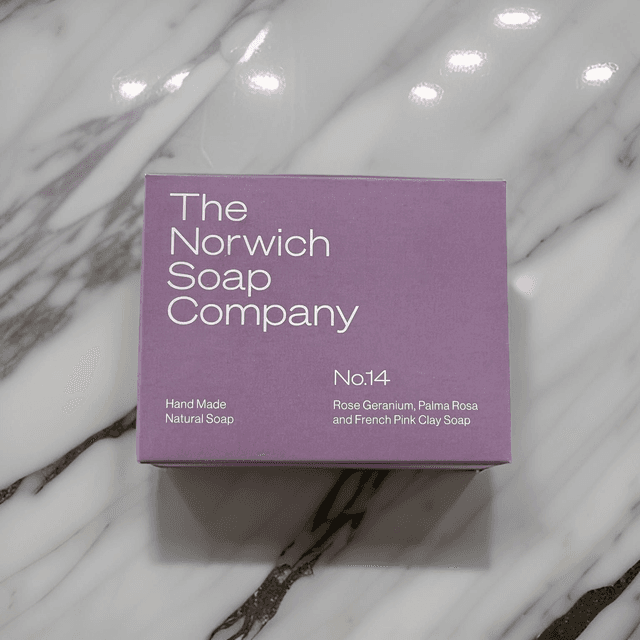 The
Norwich
Soap
Company
No.14
Hand Made
Natural Soap
Rose Geranium, Palma Rosa
and French Pink Clay Soap